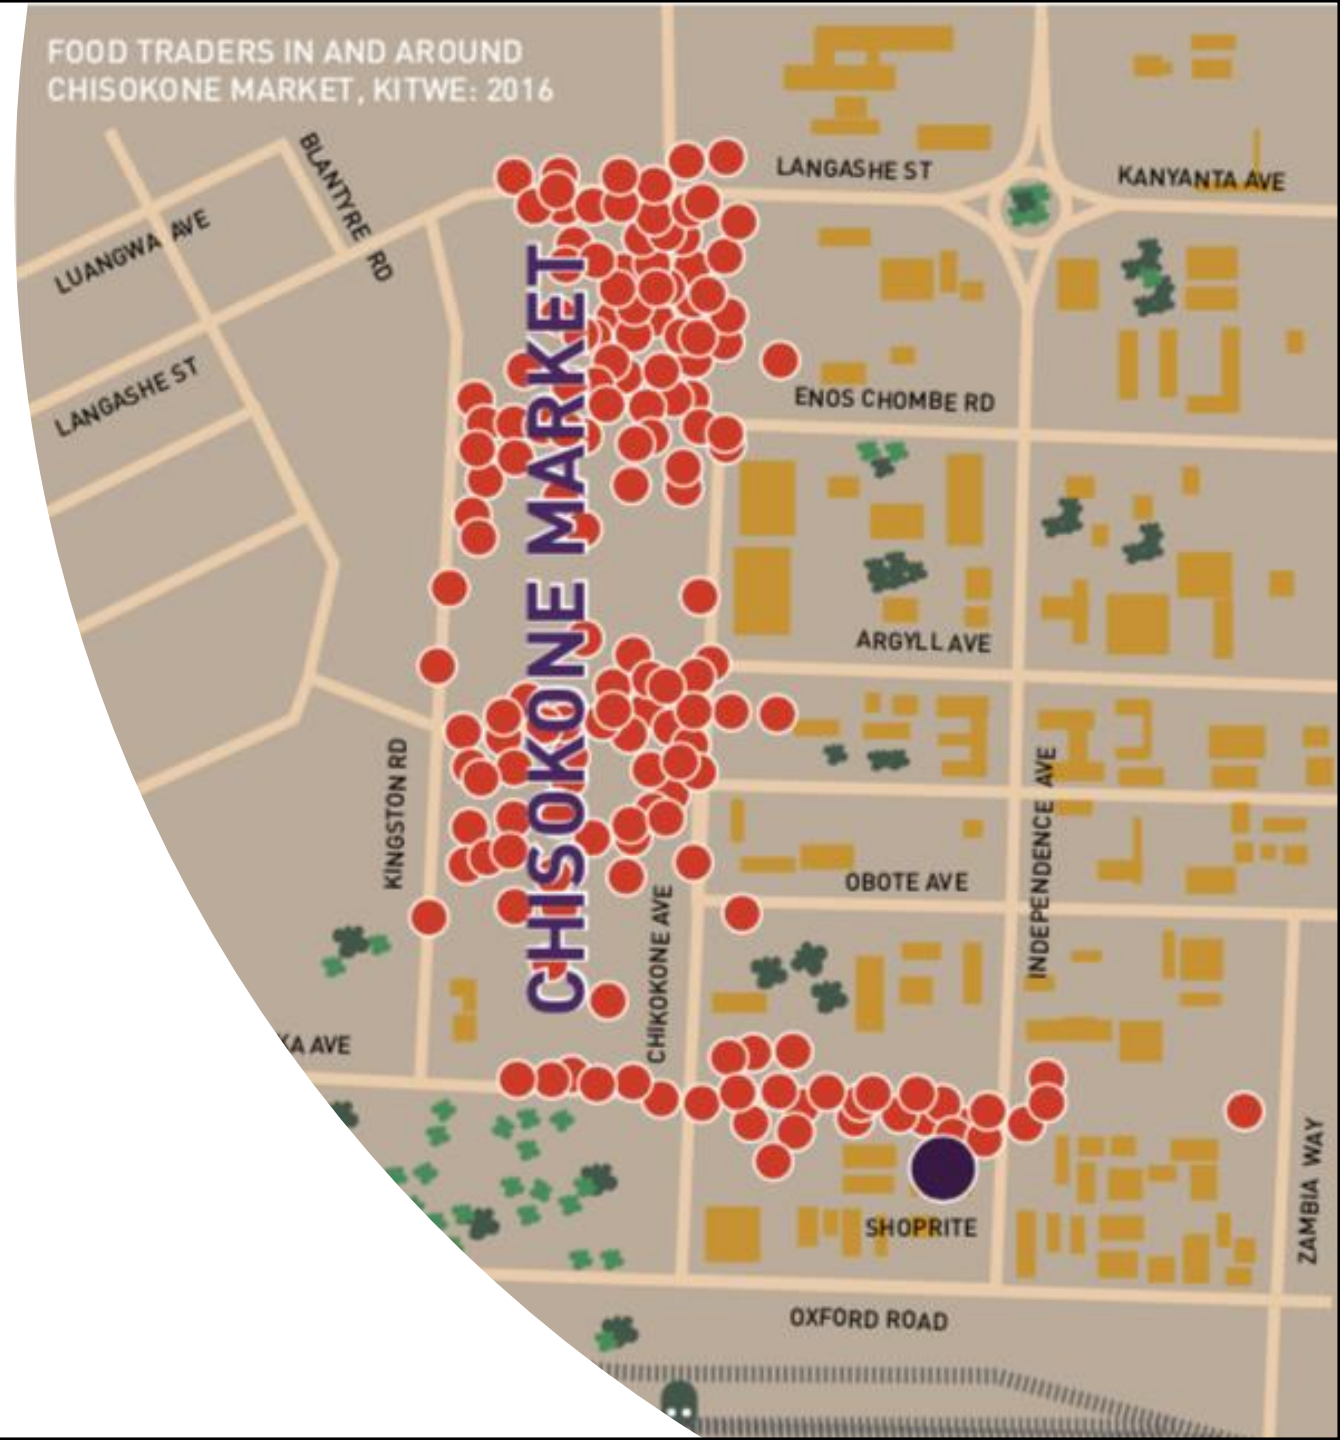 FOOD TRADERS IN AND AROUND
CHISOKONE MARKET, KITWE: 2016
BLANTYRE RD
LANGASHE ST
KANYANTA AVE
LUANGWA AVE
LANGASHE ST
ENOS CHOMBE RD
CHISOKONE MARKET
ARGYLL AVE
KINGSTON RD
INDEPENDENCE AVE
OBOTE AVE
CHIKOKONE AVE
KA AVE
ZAMBIA WAY
SHOPRITE
OXFORD ROAD